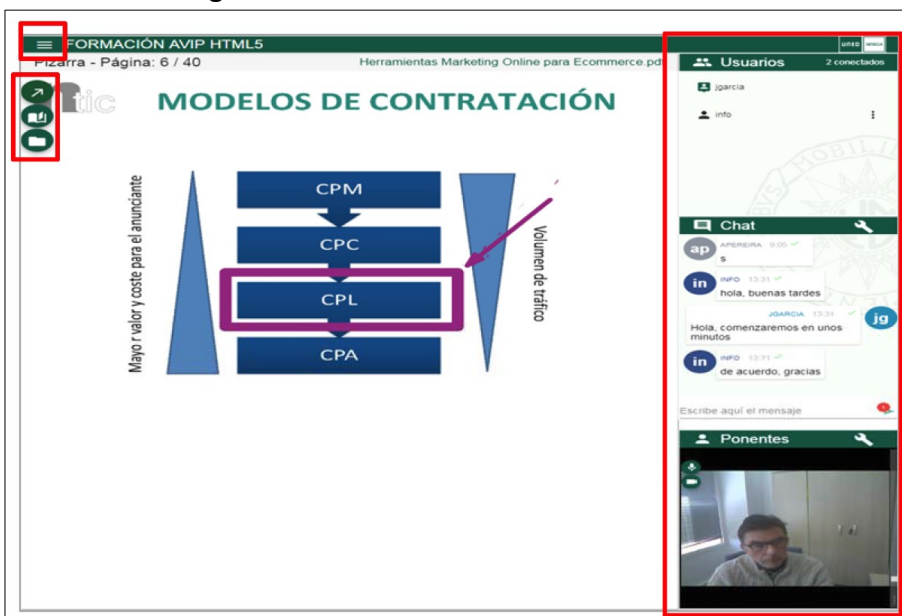 FORMACIÓN AVIP HTML5
UNED
Pizarra - Página: 6 / 40
Herramientas Marketing Online para Ecommerce.pd
tic
MODELOS DE CONTRATACIÓN
Mayo r valor y coste para el anunciante
CPM
CPC
CPL
CPA
Volumen de tráfico
Usuarios
2 conectados
jgarcia
info
Chat
ap
APEREIRA 9:05
s
in
INFO 13:31
hola, buenas tardes
JGARCIA 13:31
jg
Hola, comenzaremos en unos
minutos
in
INFO 13:31
de acuerdo, gracias
Escribe aquí el mensaje
Ponentes